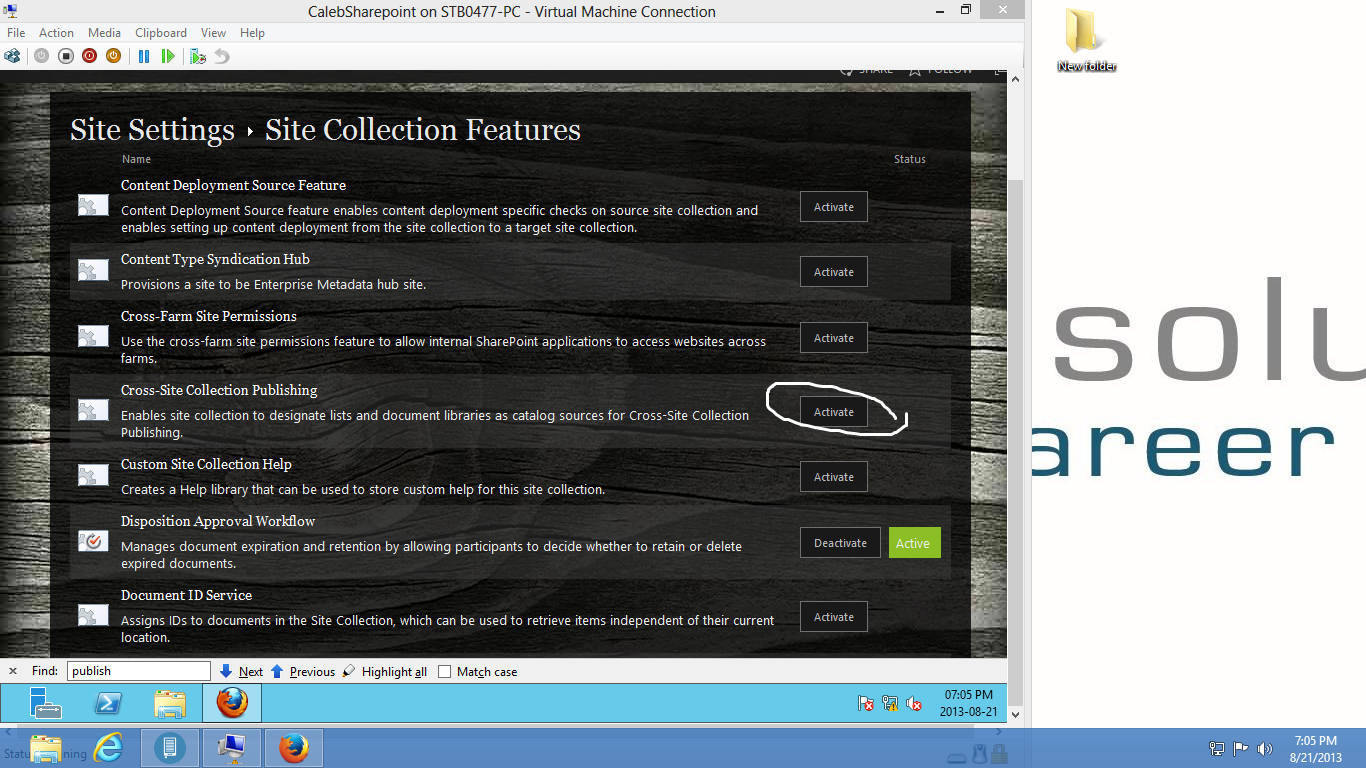 CalebSharepoint on STB0477-PC - Virtual Machine Connection
File Action Media Clipboard View Help
New folder
SHARE FOLLOW
Site Settings Site Collection Features
Name Status
Content Deployment Source Feature
Content Deployment Source feature enables content deployment specific checks on source site collection and
enables setting up content deployment from the site collection to a target site collection.
Activate
Content Type Syndication Hub
Provisions a site to be Enterprise Metadata hub site.
Activate
Cross-Farm Site Permissions
Use the cross-farm site permissions feature to allow internal SharePoint applications to access websites across
farms.
Activate
Cross-Site Collection Publishing
Enables site collection to designate lists and document libraries as catalog sources for Cross-Site Collection
Publishing.
Activate
Custom Site Collection Help
Creates a Help library that can be used to store custom help for this site collection.
Activate
Disposition Approval Workflow
Manages document expiration and retention by allowing participants to decide whether to retain or delete
expired documents.
Deactivate Active
Document ID Service
Assigns IDs to documents in the Site Collection, which can be used to retrieve items independent of their current
location.
Activate
solu
areer
Find: publish Next Previous Highlight all Match case
07:05 PM
2013-08-21
7:05 PM
8/21/2013